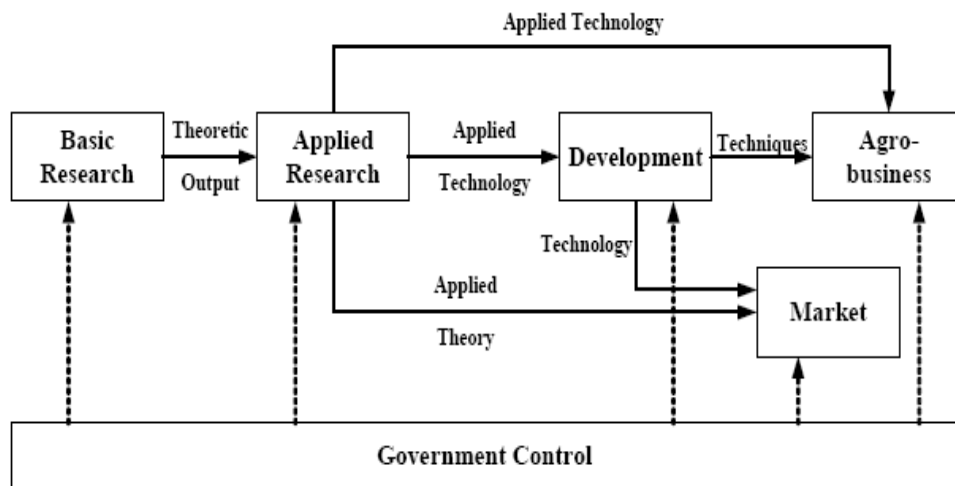 Applied Technology
Basic
Research
Theoretic
Output
Applied
Research
Applied
Technology
Development
Techniques
Agro-
business
Technology
Applied
Theory
Market
Government Control